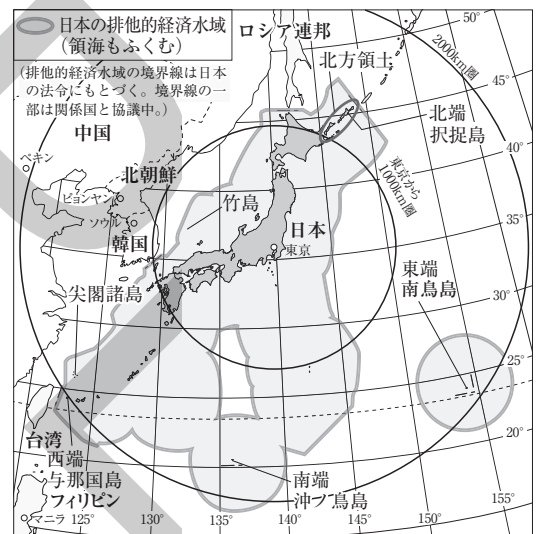 日本の排他的経済水域
(領海もふくむ)
(排他的経済水域の境界線は日本
の法令にもとづく。境界線の一
部は関係国と協議中。)
ロシア連邦
北方領土
2000km圏
50°
45°
北端
択捉島
40°
中国
ペキン
北朝鮮
ピョンヤン
ソウル
韓国
竹島
日本
東京
東京から
1000km圏
35°
東端
南鳥島
30°
尖閣諸島
25°
20°
台湾
西端
与那国島
フィリピン
マニラ
南端
沖ノ鳥島
125°
130°
135°
140°
145°
150°
155°